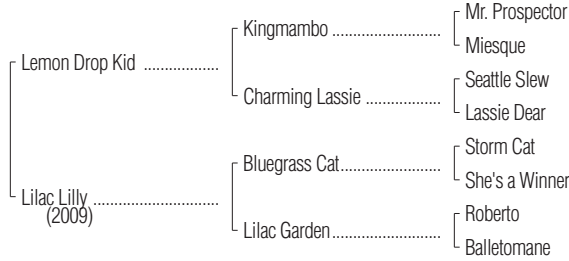 Mr. Prospector
Kingmambo ....................
Miesque
Lemon Drop Kid ..............
Seattle Slew
Charming Lassie ..............
Lassie Dear
Storm Cat
Bluegrass Cat....................
She's a Winner
Lilac Lilly .......................
(2009)
Roberto
Lilac Garden.....................
Balletomane